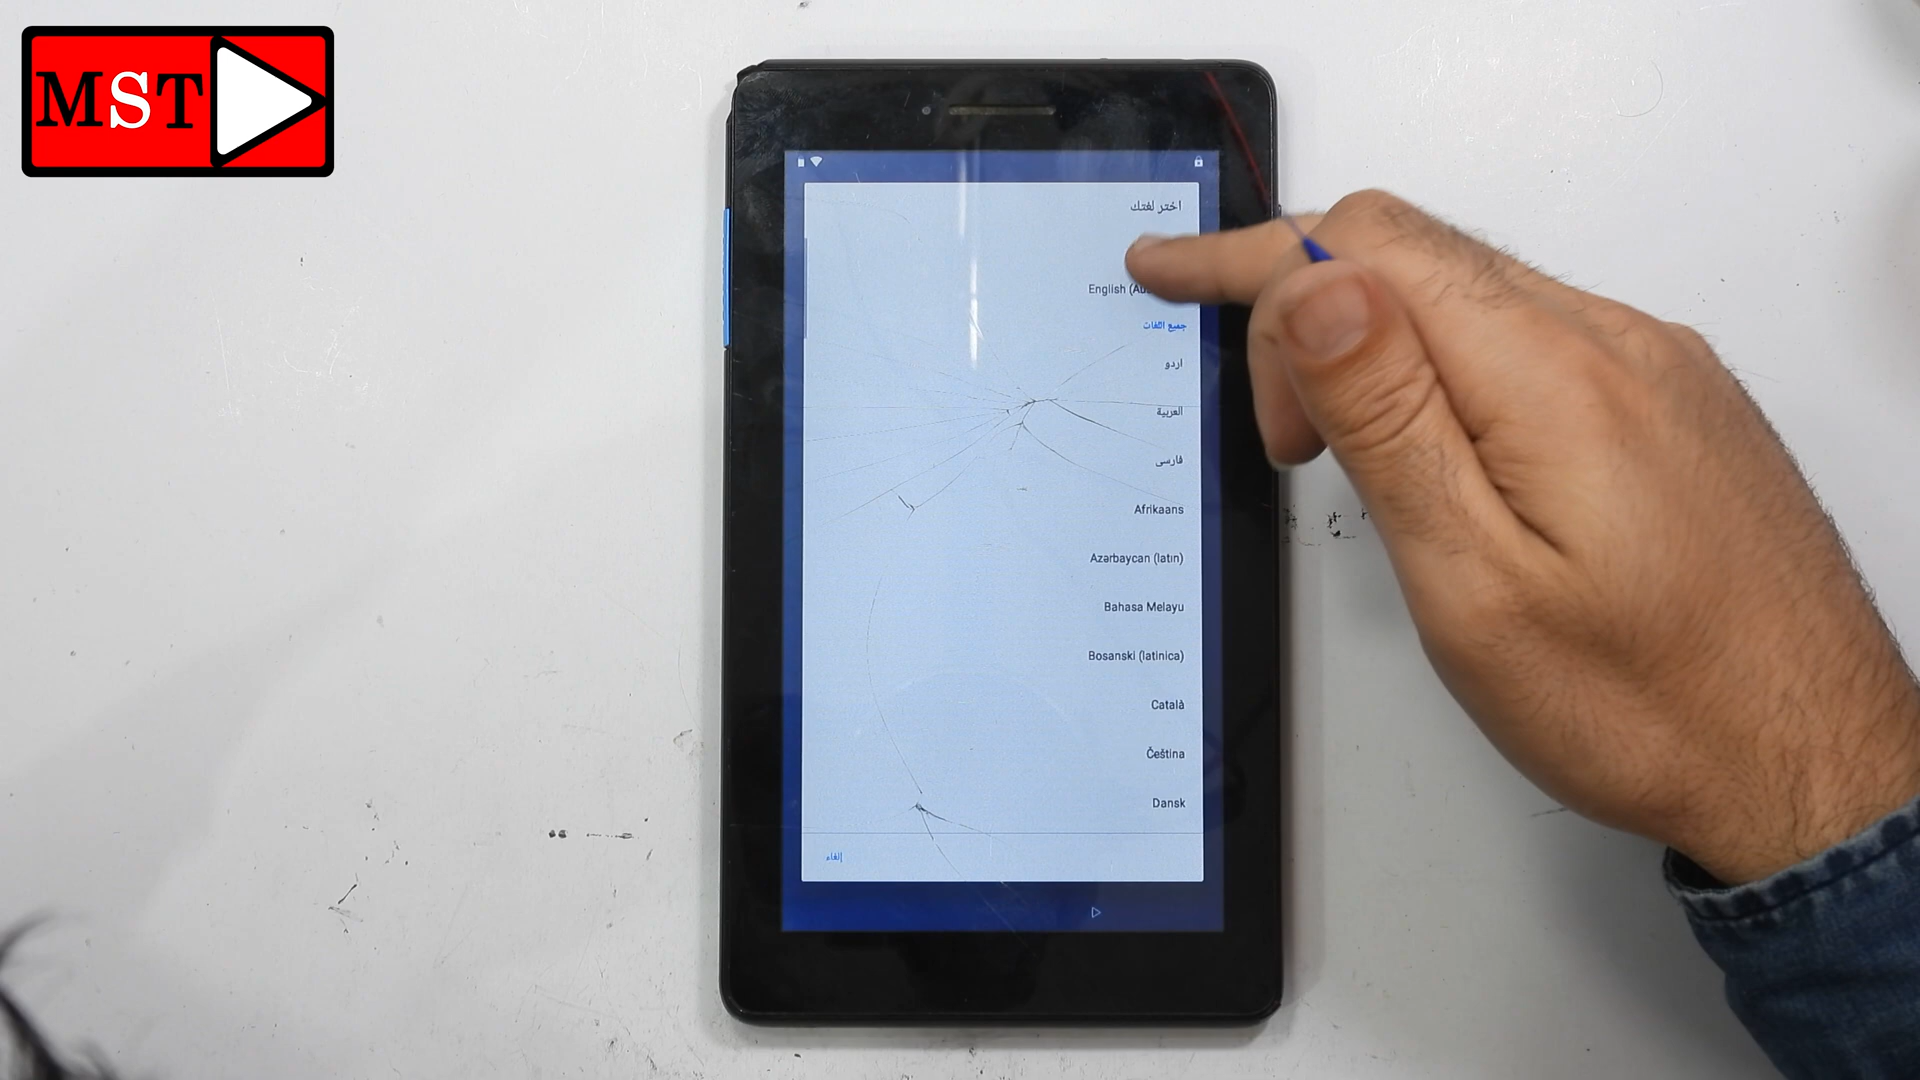 MST
اختر لغتك
English
جميع اللغات
اردو
العربية
فارسی
Afrikaans
Azərbaycan (latın)
Bahasa Melayu
Bosanski (latinica)
Català
Čeština
Dansk
إلغاء